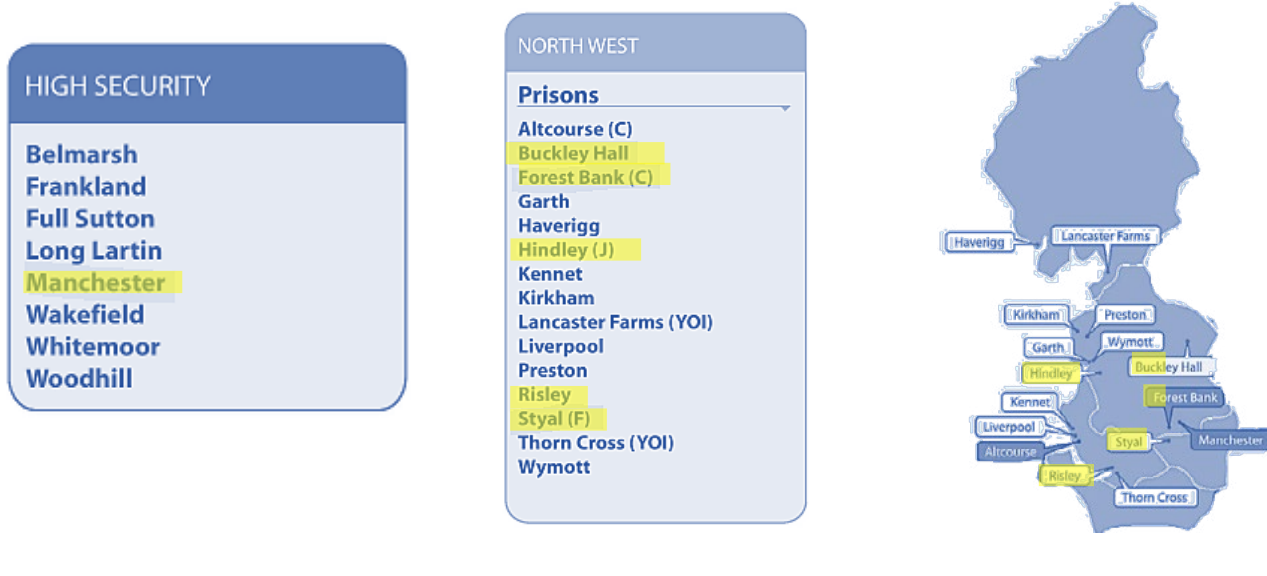 HIGH SECURITY
Belmarsh
Frankland
Full Sutton
Long Lartin
Manchester
Wakefield
Whitemoor
Woodhill
NORTH WEST
Prisons
Altcourse (C)
Buckley Hall
Forest Bank (C)
Garth
Haverigg
Hindley (J)
Kennet
Kirkham
Lancaster Farms (YOI)
Liverpool
Preston
Risley
Styal (F)
Thorn Cross (YOI)
Wymott
Lancaster Farms
Haverigg
Kirkham
Preston
Garth
Wymott
Buckley Hall
Hindley
Forest Bank
Kennet
Liverpool
Styal
Manchester
Altcourse
Risley
Thorn Cross